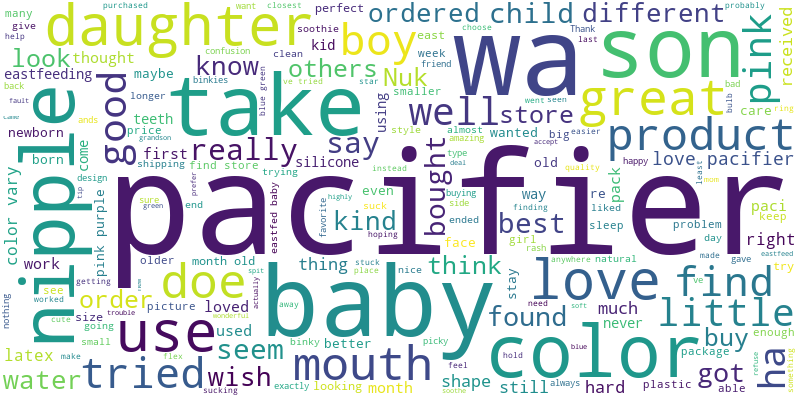 many
purchased
want
closest
perfect
ordered
child
different
probably
give
daughter
soothie
boy
east
choose
Thank
last
received
help
look
thought
confusion
kid
week
friend
wa
son
pink
eastfeeding
know
binkies
clean
others
Nuk
back
maybe
blue green
ve tried
star
smaller
great
bad
bulb
fault
longer
take
using
well
store
care
ring
Came
ands
teeth
say
style
almost
wanted
big
easier
newborn
good
price
really
silicone
amazing
accept
product
nipple
born
come
first
shipping
find store
bought
type
deal
old
happy
love pacifier
color vary
design
trying
instead
quality
least
mom
tip
sure
green
prefer
highly
even
buying
finding
way
re
pack
paci
pink purple
end
eastfed baby
favorite
suck
side
liked
keep
pacifier
kind
hoping
ended
best
girl
sleep
problem
right
work
older
month old
thing
face
rash
day
getting
spit
stuck
place
nice
think
anywhere
natural
made
gave
eastfeed
nothing
see
order
doe
baby
stay
love
find
try
worked
picture
loved
away
need
ve
size
cute
trouble
actually
wonderful
binky
better
picky
found
soft
much
little
going
use
used
feel
never
enough
small
room
mouth
hold
blue
buy
package
refuse
something
latex
make
flex
seem
shape
still
always
color
got
ha
water
tried
wish
exactly
looking
month
soothe
hard
plastic
able
sucking
went
seen
grandson